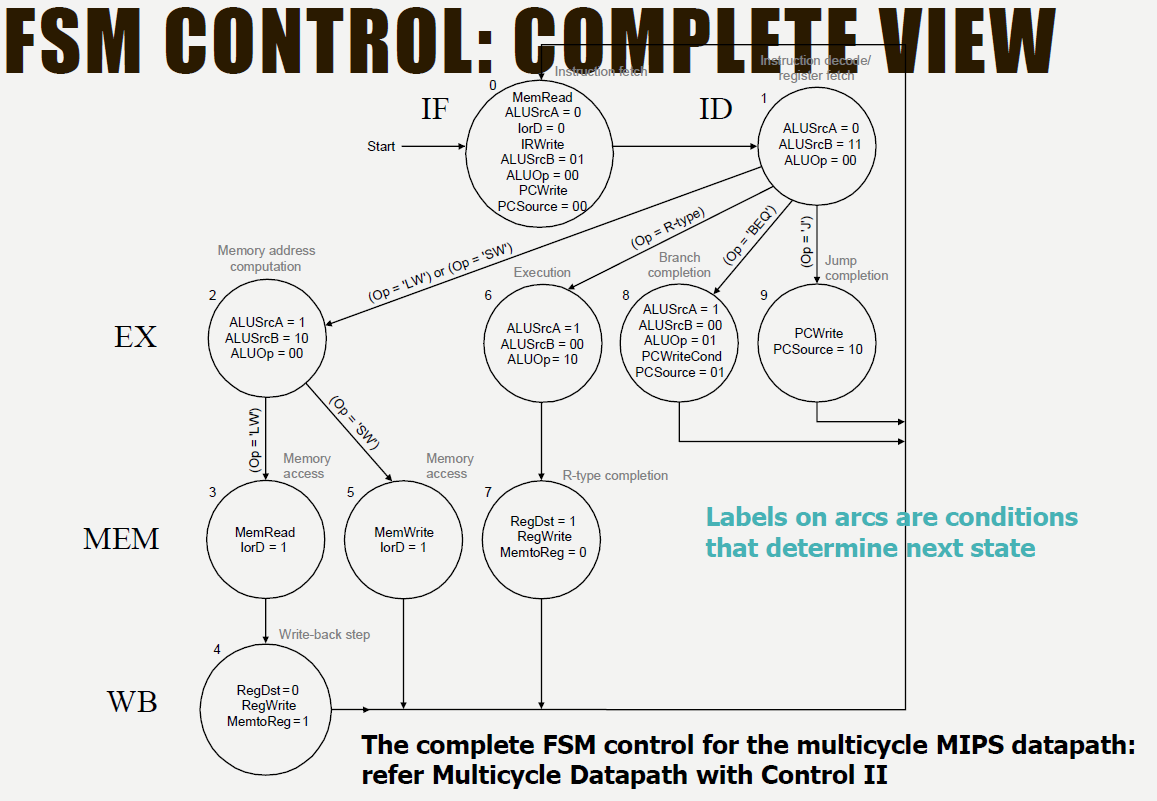 FSM CONTROL: COMPLETE VIEW
Instruction fetch
Instruction decode/
register fetch
0
1
IF
ID
MemRead
ALUSrcA = 0
IorD = 0
IRWrite
ALUSrcB = 01
ALUOp = 00
PCWrite
PCSource = 00
Start
ALUSrcA = 0
ALUSrcB = 11
ALUOp = 00
(Op = 'LW') or (Op = 'SW')
(Op = R-type)
(Op = 'BEQ')
(Op = 'J')
Memory address
computation
Execution
Branch
completion
Jump
completion
EX
2
ALUSrcA = 1
ALUSrcB = 10
ALUOp = 00
6
ALUSrcA =1
ALUSrcB = 00
ALUOp= 10
8
ALUSrcA = 1
ALUSrcB = 00
ALUOp = 01
PCWriteCond
PCSource = 01
9
PCWrite
PCSource = 10
(Op = 'LW')
(Op = 'SW')
Memory
access
Memory
access
R-type completion
MEM
3
MemRead
IorD = 1
5
MemWrite
IorD = 1
7
RegDst = 1
RegWrite
MemtoReg = 0
Labels on arcs are conditions
that determine next state
Write-back step
WB
4
RegDst=0
RegWrite
MemtoReg=1
The complete FSM control for the multicycle MIPS datapath:
refer Multicycle Datapath with Control II